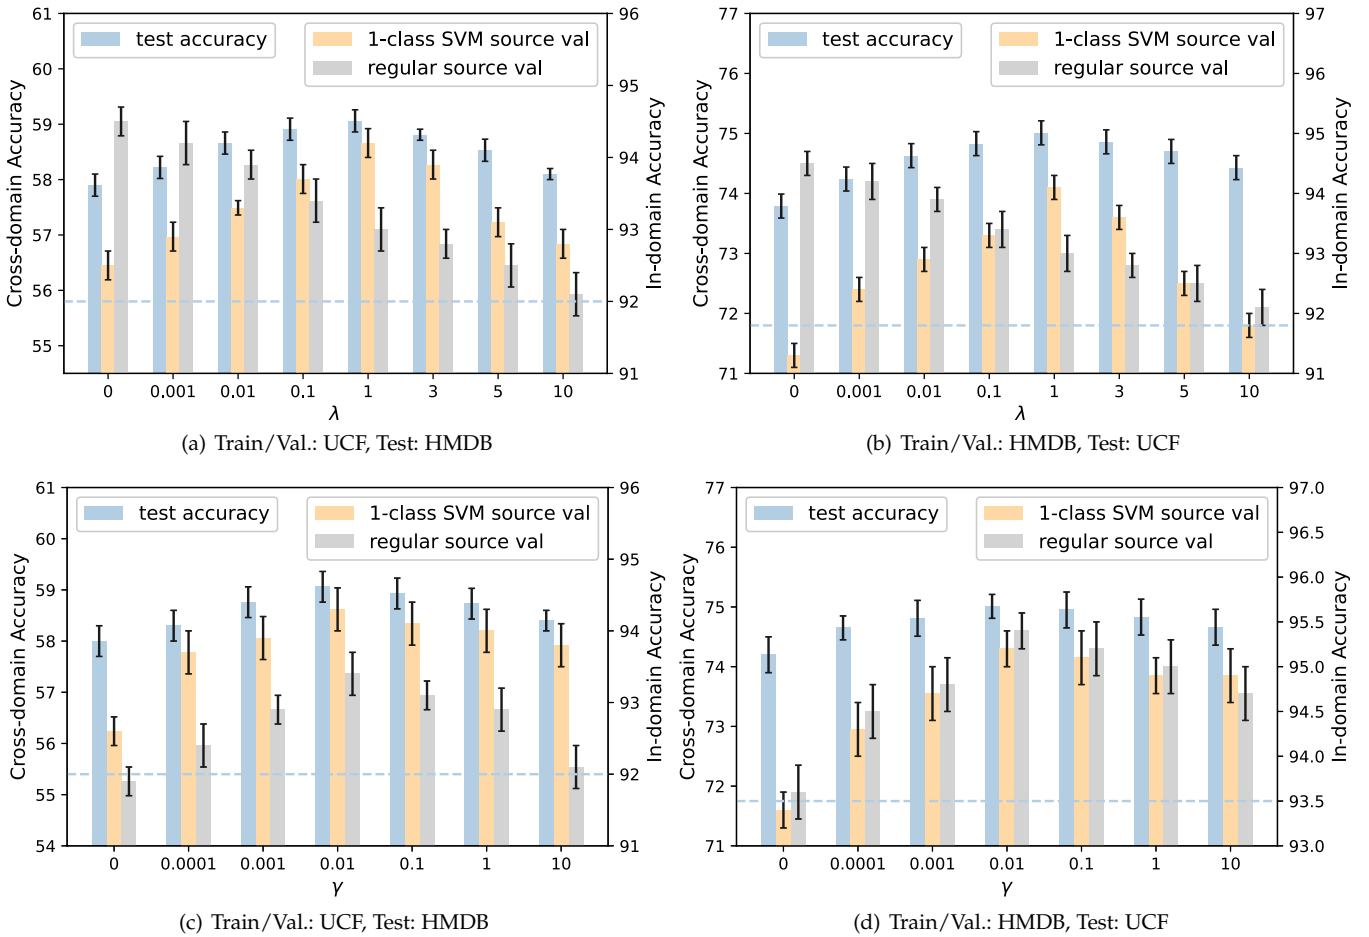 test accuracy
1-class SVM source val
regular source val
Cross-domain Accuracy
61
60
59
58
57
56
55
In-domain Accuracy
96
95
94
93
92
91
0 0.001 0.01 0.1 1 3 5 10
λ
(a) Train/Val.: UCF, Test: HMDB
test accuracy
1-class SVM source val
regular source val
Cross-domain Accuracy
77
76
75
74
73
72
71
In-domain Accuracy
97
96
95
94
93
92
91
0 0.001 0.01 0.1 1 3 5 10
λ
(b) Train/Val.: HMDB, Test: UCF
test accuracy
1-class SVM source val
regular source val
Cross-domain Accuracy
61
60
59
58
57
56
55
54
In-domain Accuracy
96
95
94
93
92
91
0 0.0001 0.001 0.01 0.1 1 10
γ
(c) Train/Val.: UCF, Test: HMDB
test accuracy
1-class SVM source val
regular source val
Cross-domain Accuracy
77
76
75
74
73
72
71
In-domain Accuracy
97.0
96.5
96.0
95.5
95.0
94.5
94.0
93.5
93.0
0 0.0001 0.001 0.01 0.1 1 10
γ
(d) Train/Val.: HMDB, Test: UCF